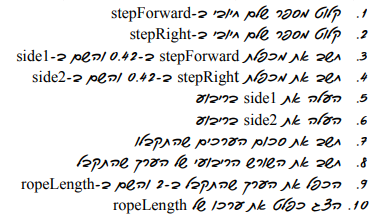 1. קלוט מספר שלם חיובי ב-stepForward
2. קלוט מספר שלם חיובי ב-stepRight
3. חשב את מכפלת stepForward ב-0.42 והשם ב-side1
4. חשב את מכפלת stepRight ב-0.42 והשם ב-side2
5. העלה את side1 בריבוע
6. העלה את side2 בריבוע
7. חשב את סכום הערכים שהתקבלו
8. חשב את השורש הריבועי של הערך שהתקבל
9. הכפל את הערך שהתקבל ב-2 והשם ב-ropeLength
10. הצג כפלט את ערכו של ropeLength